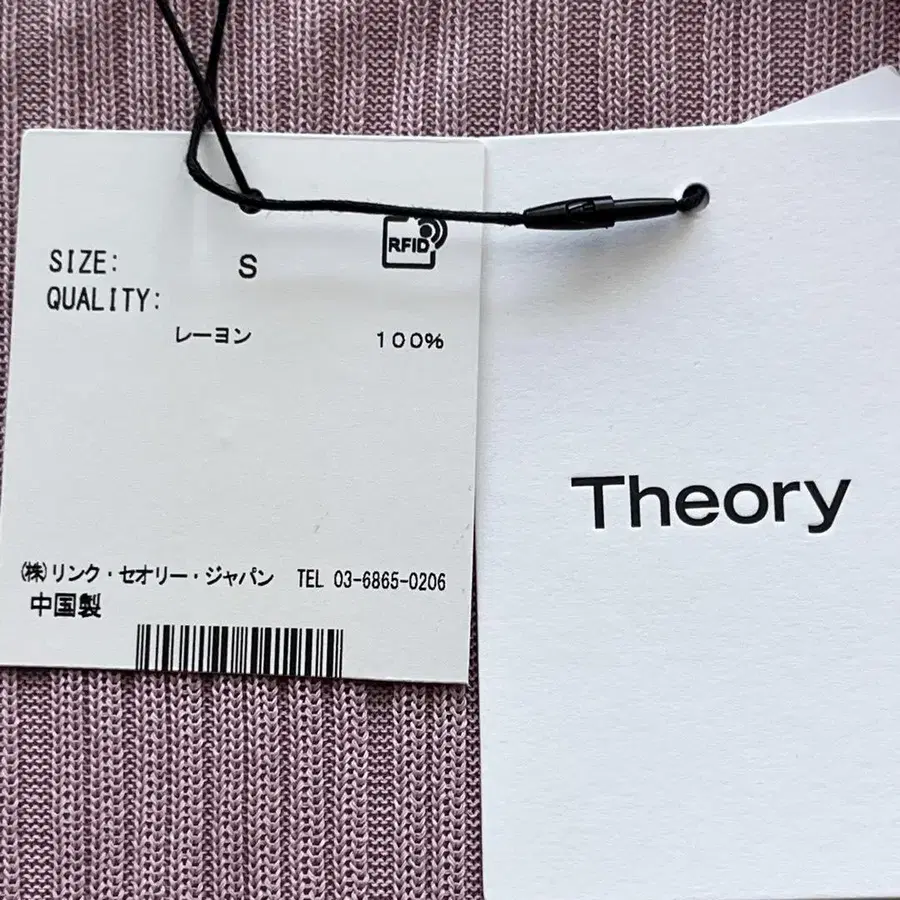 RFID
SIZE: S
QUALITY:
レーヨン 100%
㈱リンク・セオリー・ジャパン TEL 03-6865-0206
中国製
Theory